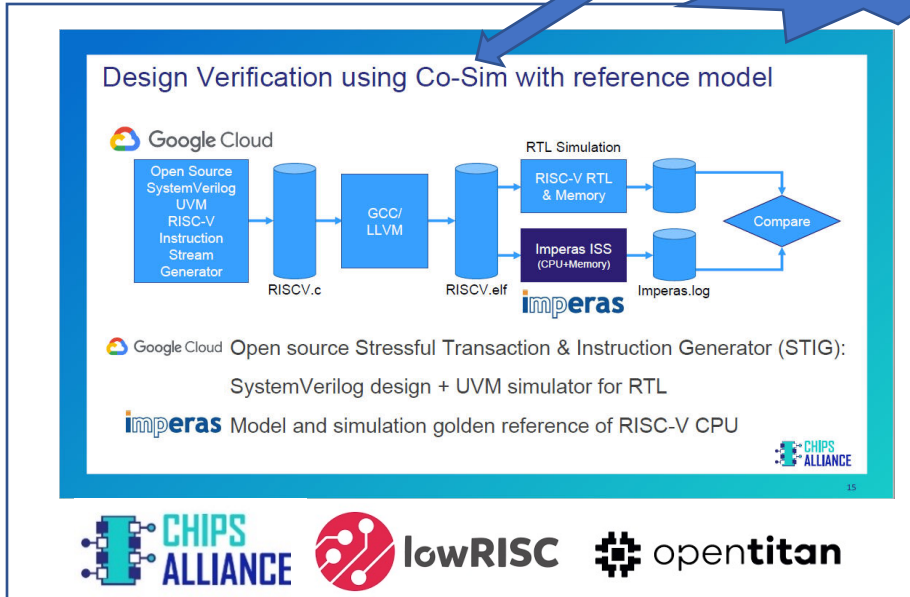 Design Verification using Co-Sim with reference model
Google Cloud
Open Source
SystemVerilog
UVM
RISC-V
Instruction
Stream
Generator
RISCV.c
GCC/
LLVM
RISCV.elf
RTL Simulation
RISC-V RTL
& Memory
Imperas ISS
(CPU+Memory)
imperas
Imperas.log
Compare
Google Cloud Open source Stressful Transaction & Instruction Generator (STIG):
SystemVerilog design + UVM simulator for RTL
imperas Model and simulation golden reference of RISC-V CPU
CHIPS
ALLIANCE
15
CHIPS
ALLIANCE
lowRISC
opentitan